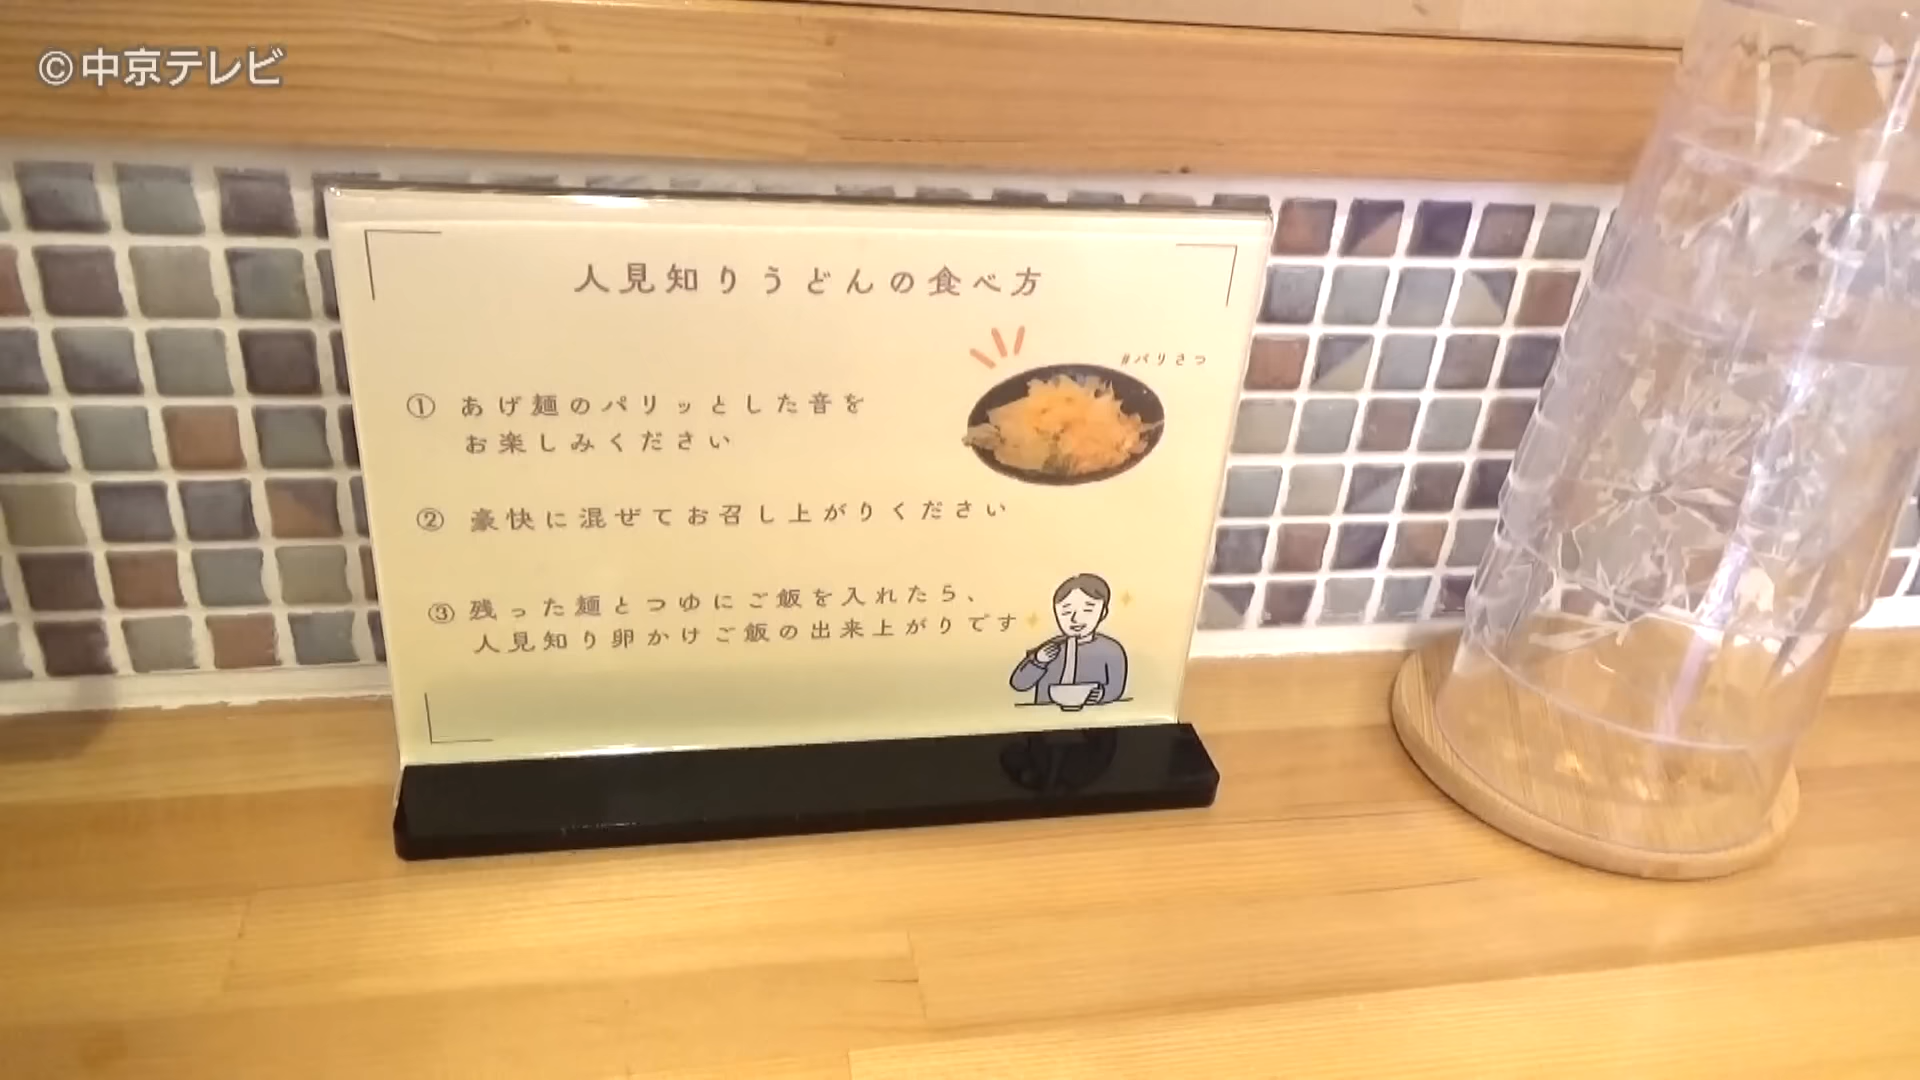 ©中京テレビ
人見知りうどんの食べ方
#パリさつ
① あげ麺のパリッとした音を
お楽しみください
② 豪快に混ぜてお召し上がりください
③ 残った麺とつゆにご飯を入れたら、
人見知り卵かけご飯の出来上がりです